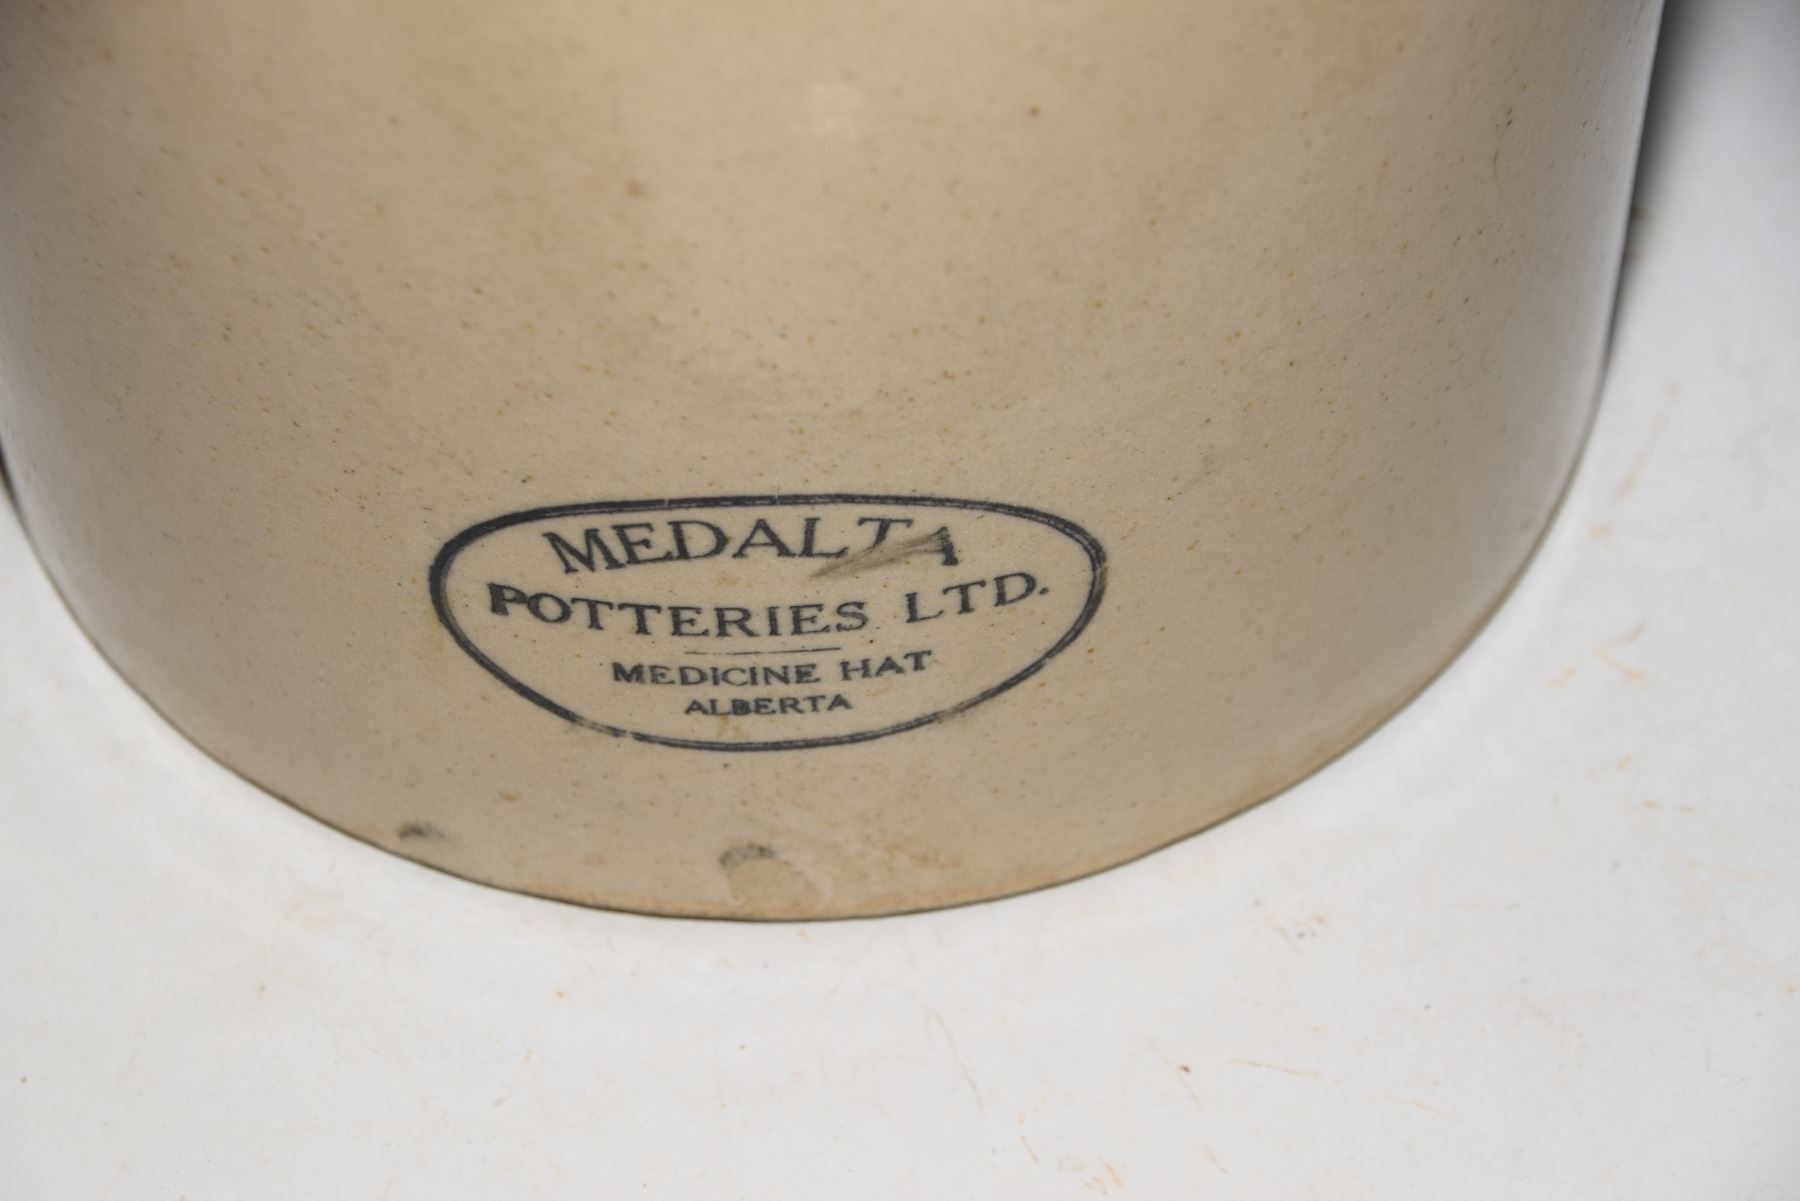 MEDALTA
POTTERIES LTD.
MEDICINE HAT
ALBERTA